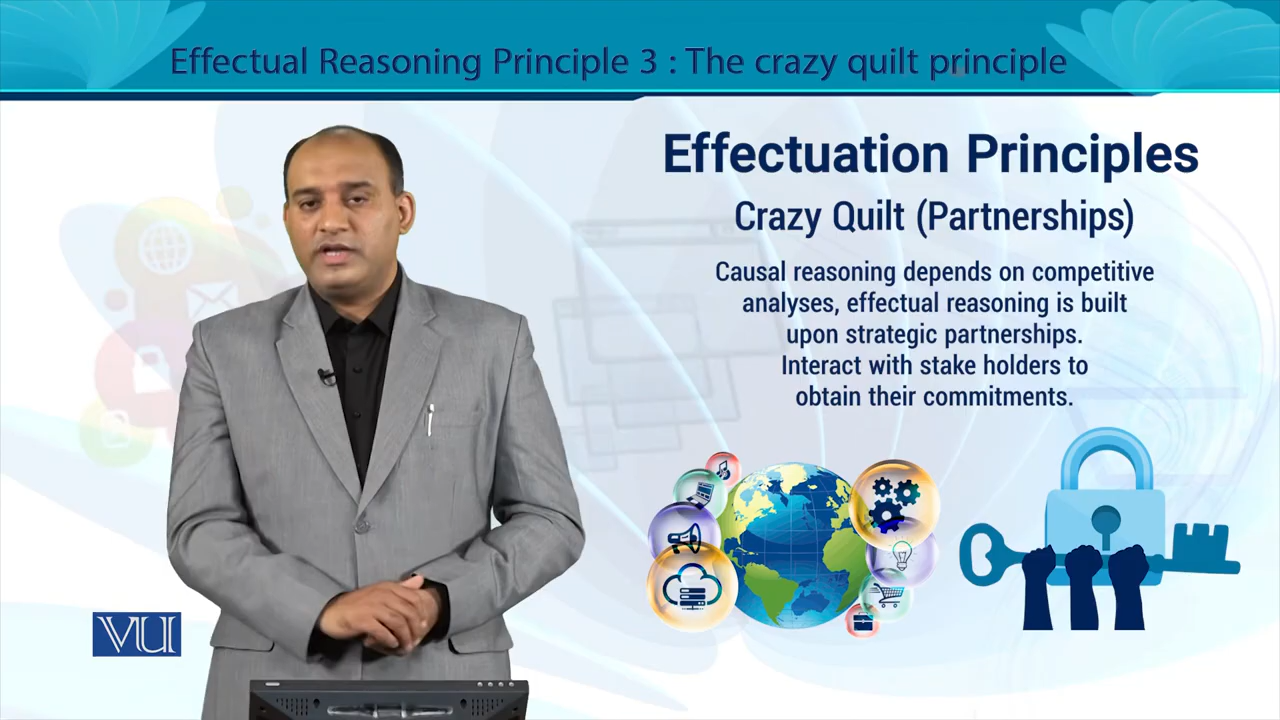 Effectual Reasoning Principle 3 : The crazy quilt principle
Effectuation Principles
Crazy Quilt (Partnerships)
Causal reasoning depends on competitive
analyses, effectual reasoning is built
upon strategic partnerships.
Interact with stake holders to
obtain their commitments.
VU